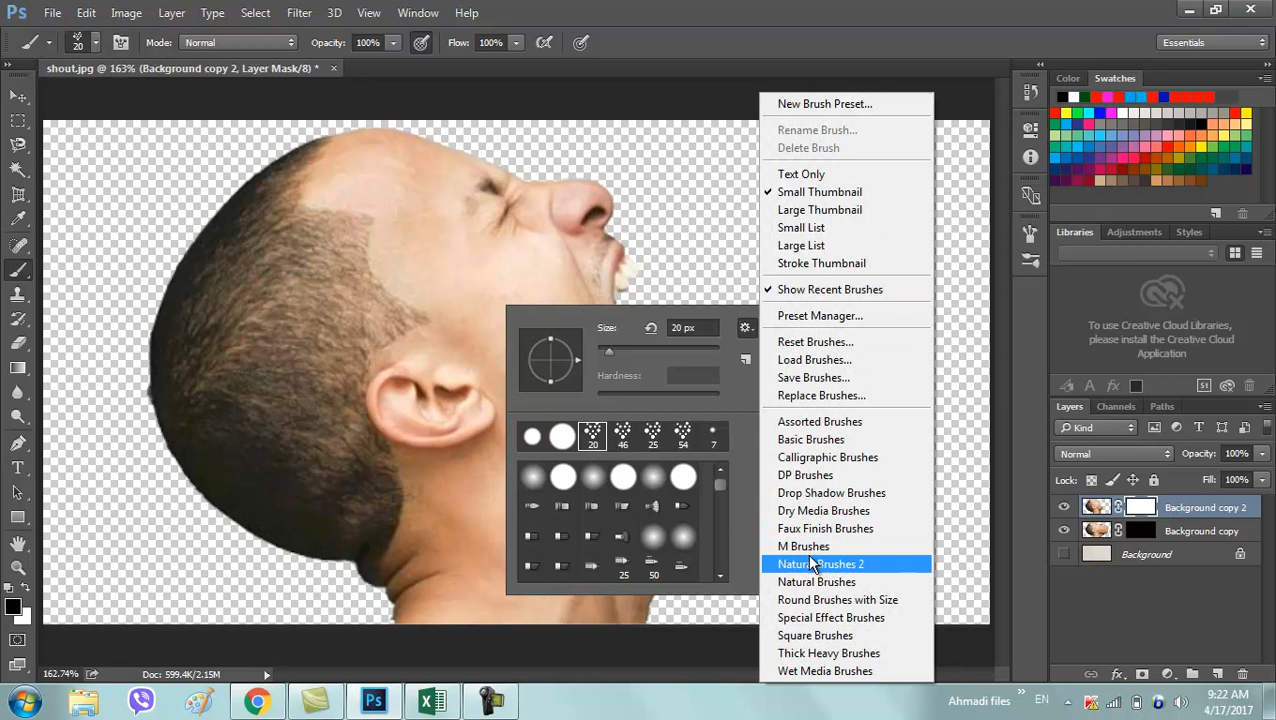 Ps File Edit Image Layer Type Select Filter 3D View Window Help
20 Mode: Normal Opacity: 100% Flow: 100% Essentials
shout.jpg @ 163% (Background copy 2, Layer Mask/8) * ×
New Brush Preset...
Rename Brush...
Delete Brush
Text Only
Small Thumbnail
Large Thumbnail
Small List
Large List
Stroke Thumbnail
Show Recent Brushes
Preset Manager...
Reset Brushes...
Load Brushes...
Save Brushes...
Replace Brushes...
Assorted Brushes
Basic Brushes
Calligraphic Brushes
DP Brushes
Drop Shadow Brushes
Dry Media Brushes
Faux Finish Brushes
M Brushes
Natural Brushes 2
Natural Brushes
Round Brushes with Size
Special Effect Brushes
Square Brushes
Thick Heavy Brushes
Wet Media Brushes
Size: 20 px
Hardness:
20 46 25 54 7
25 50
Color Swatches
Libraries Adjustments Styles
To use Creative Cloud Libraries,
please install the Creative Cloud
Application
St
Layers Channels Paths
Kind
Normal Opacity: 100%
Lock: Fill: 100%
Background copy 2
Background copy
Background
fx
162.74% Doc: 599.4K/2.15M
Ahmadi files » EN 9:22 AM
4/17/2017